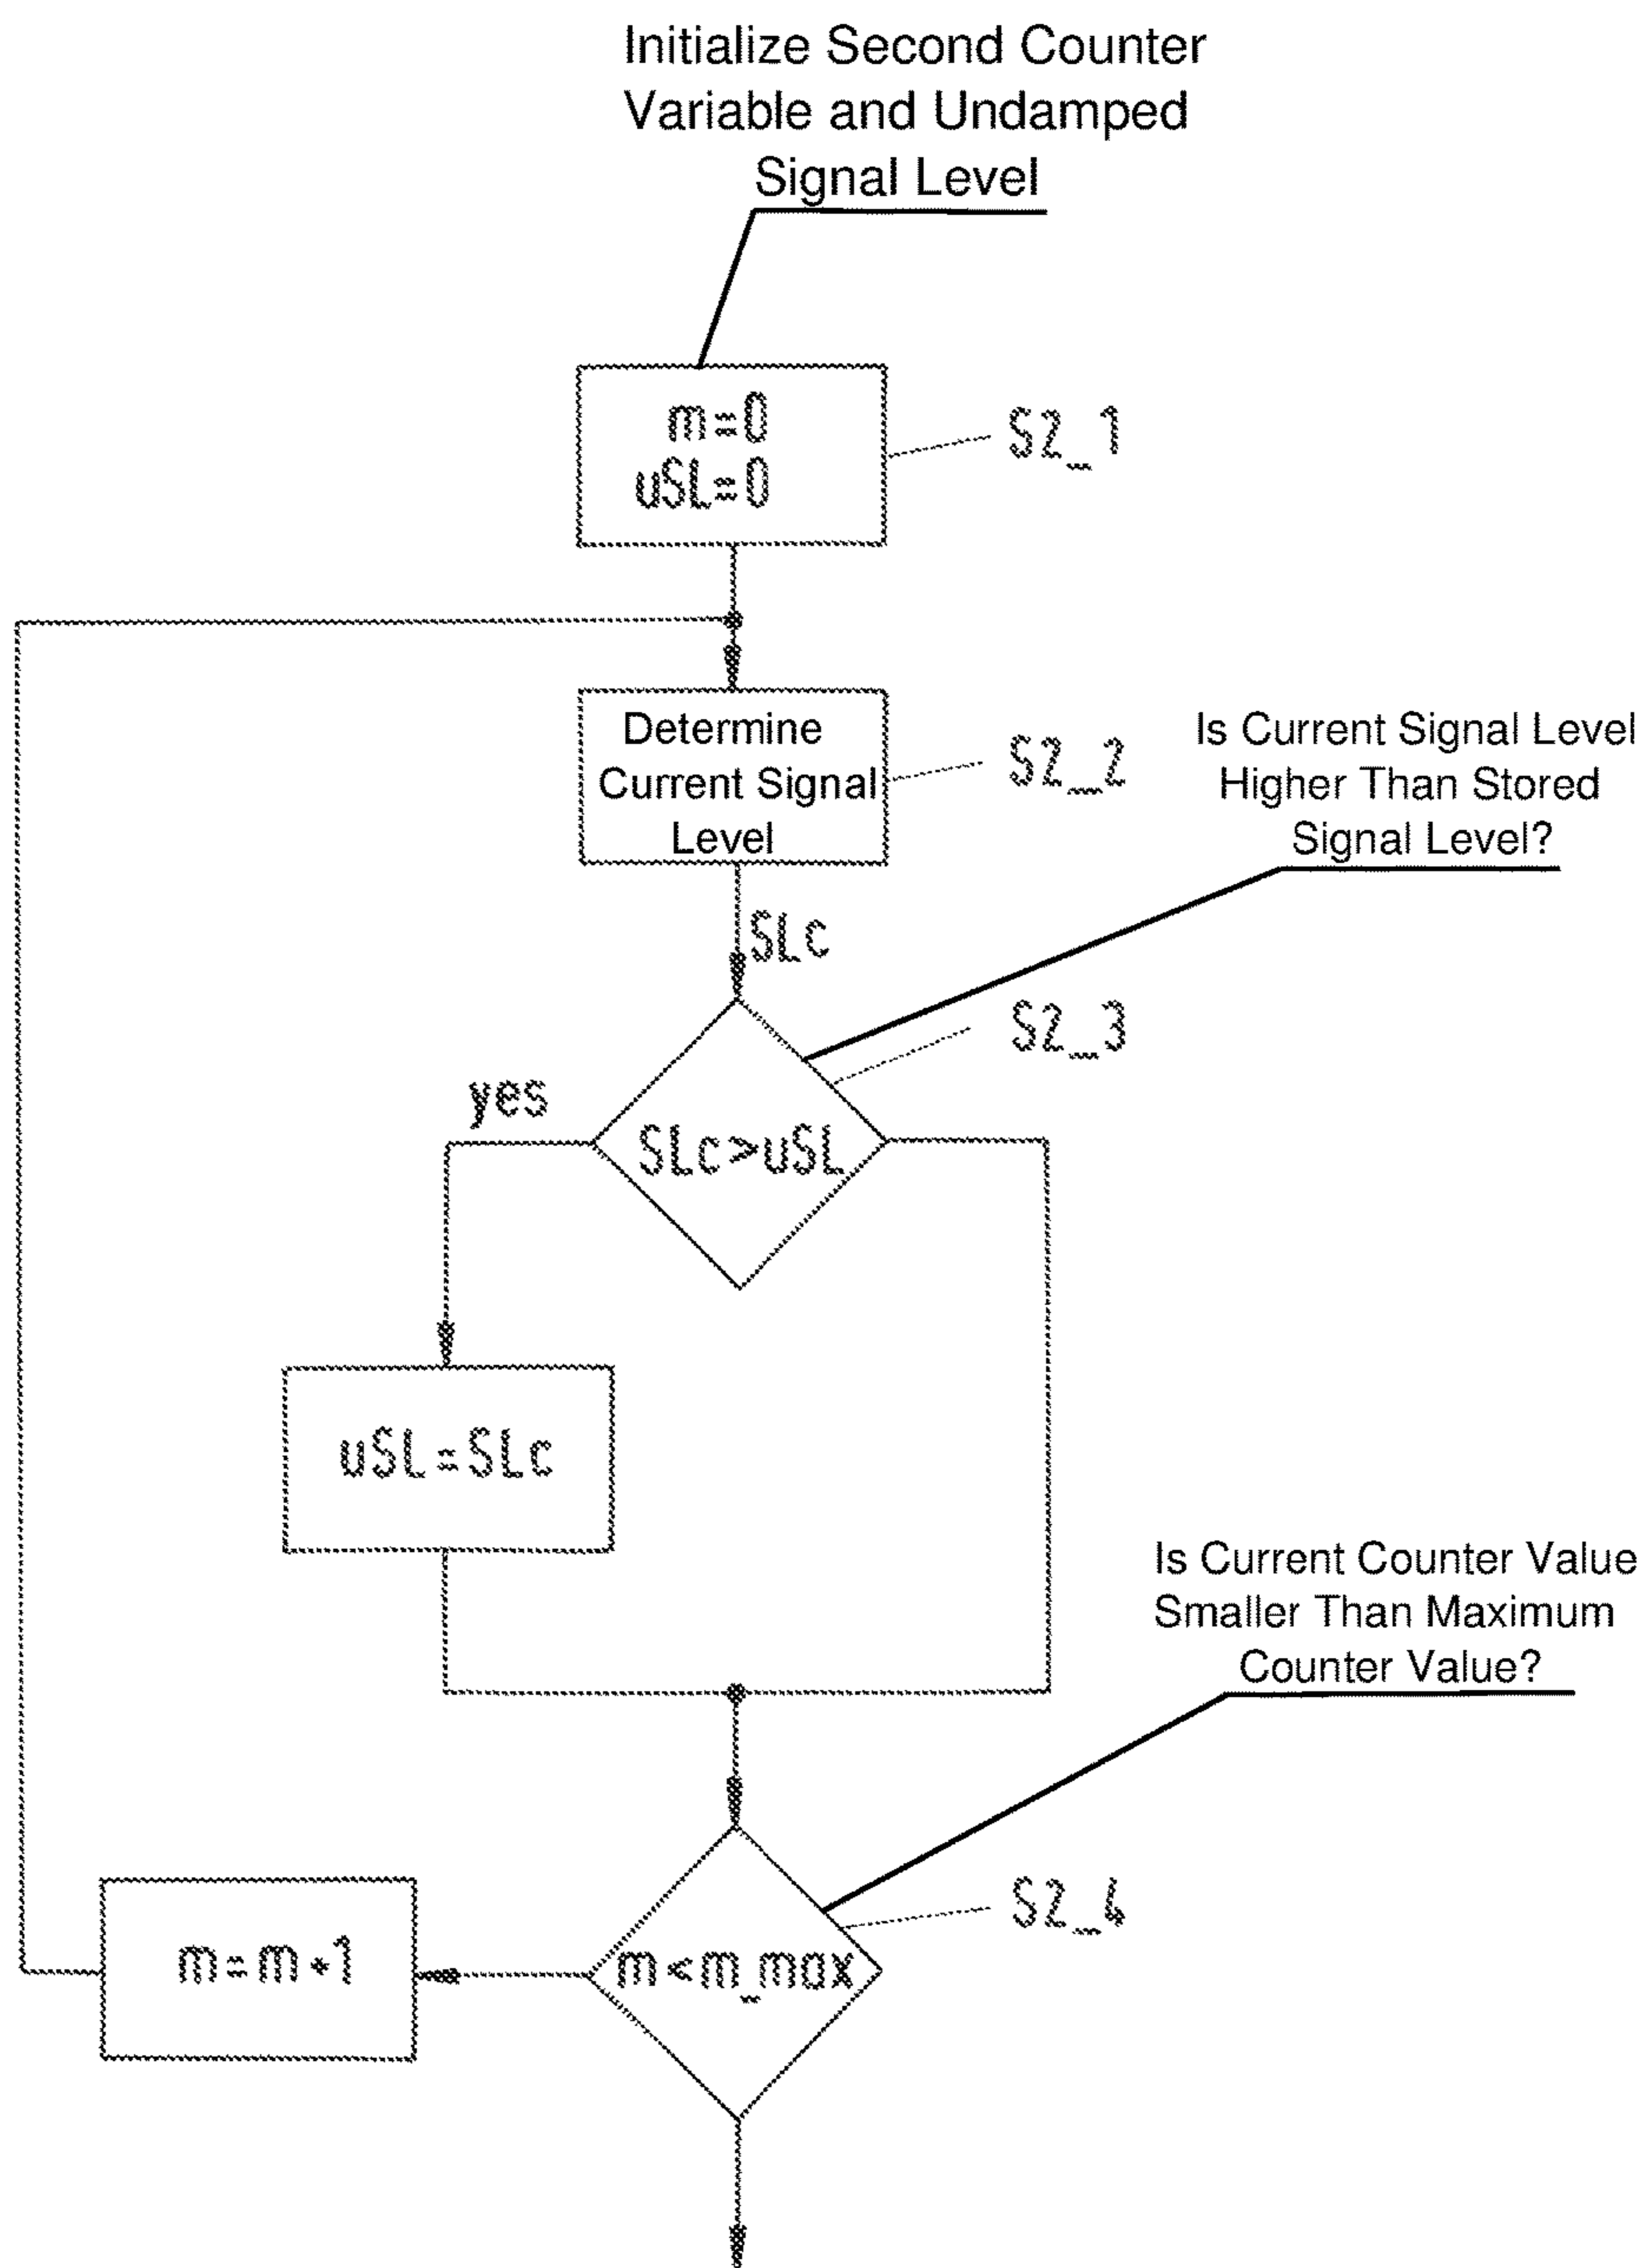 Initialize Second Counter
Variable and Undamped
Signal Level
m=0
uSL=0
S2_1
Determine
Current Signal
Level
S2_2
Is Current Signal Level
Higher Than Stored
Signal Level?
SLc
S2_3
yes
SLc>uSL
uSL=SLc
Is Current Counter Value
Smaller Than Maximum
Counter Value?
S2_4
m=m+1
m<m_max